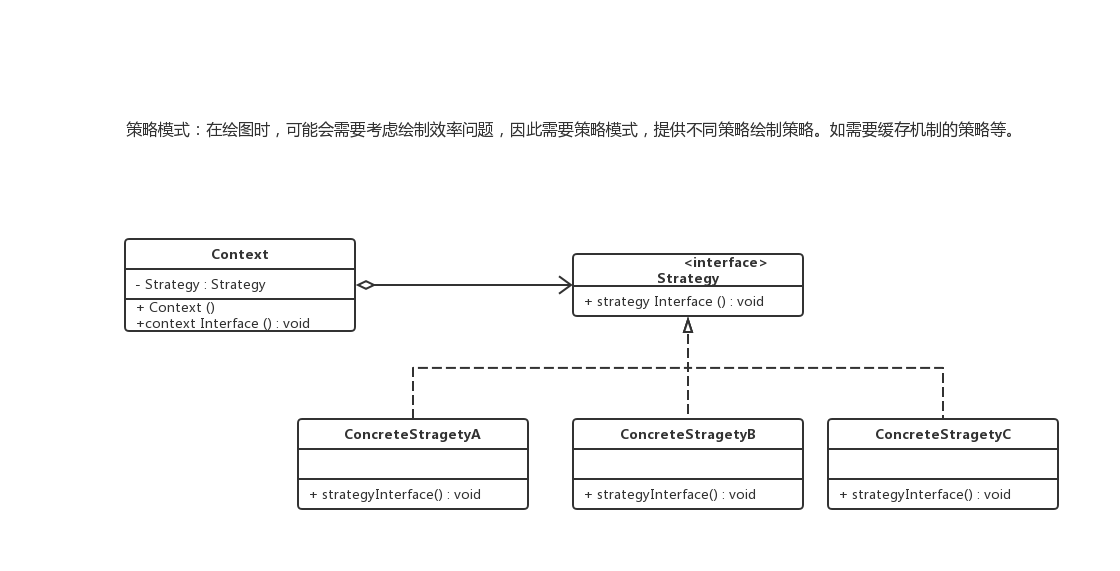 策略模式：在绘图时，可能会需要考虑绘制效率问题，因此需要策略模式，提供不同策略绘制策略。如需要缓存机制的策略等。
Context
- Strategy : Strategy
+ Context ()
+context Interface () : void
<interface>
Strategy
+ strategy Interface () : void
ConcreteStragetyA
+ strategyInterface() : void
ConcreteStragetyB
+ strategyInterface() : void
ConcreteStragetyC
+ strategyInterface() : void